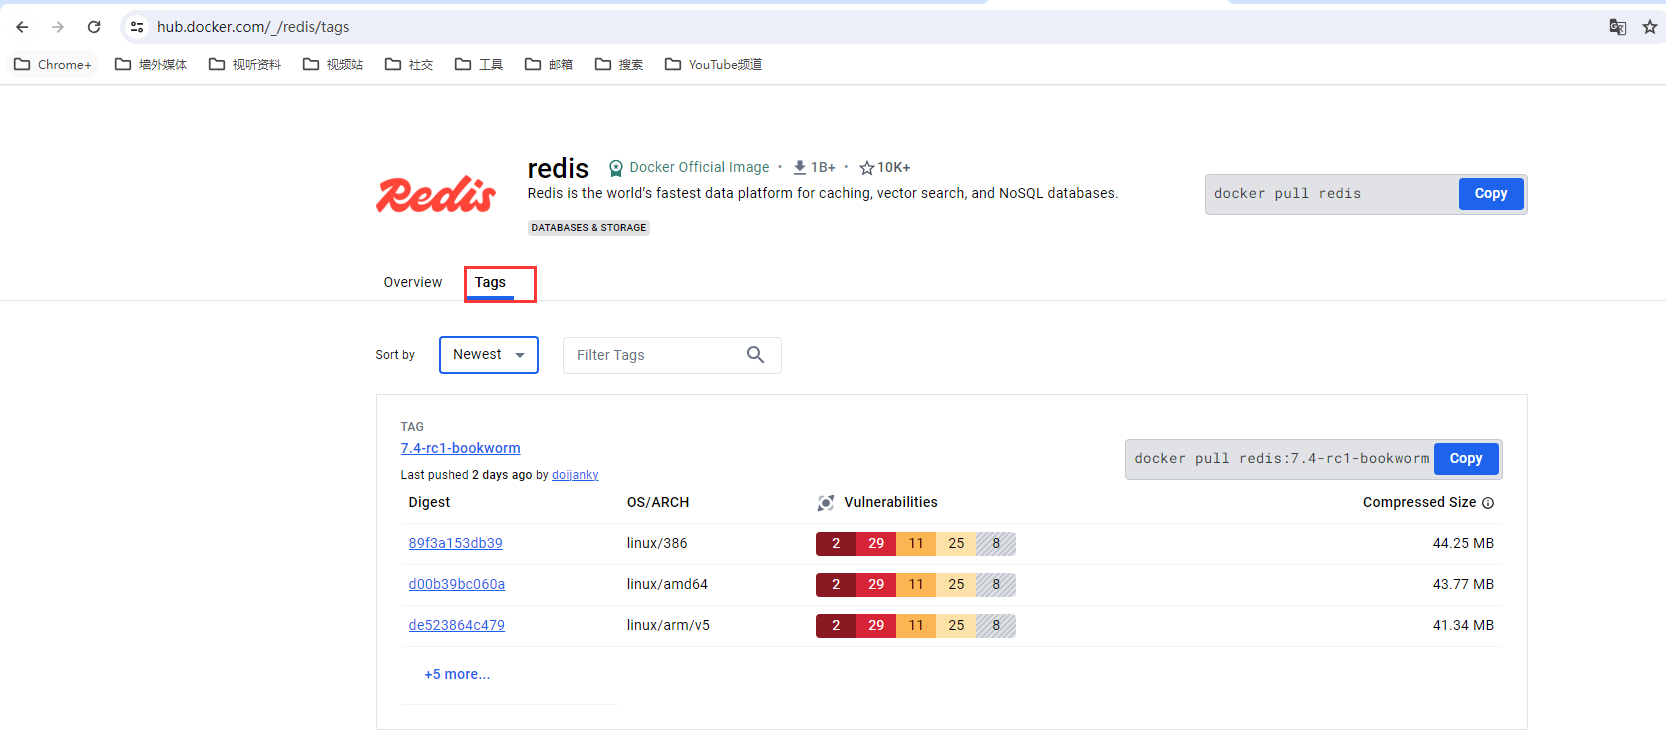 hub.docker.com/_/redis/tags
Chrome+ 墙外媒体 视听资料 视频站 社交 工具 邮箱 搜索 YouTube频道
Redis
redis Docker Official Image · 1B+ · 10K+
Redis is the world's fastest data platform for caching, vector search, and NoSQL databases.
docker pull redis Copy
DATABASES & STORAGE
Overview Tags
Sort by Newest Filter Tags
TAG
7.4-rc1-bookworm
docker pull redis:7.4-rc1-bookworm Copy
Last pushed 2 days ago by doijanky
Digest OS/ARCH Vulnerabilities Compressed Size
89f3a153db39 linux/386 2 29 11 25 8 44.25 MB
d00b39bc060a linux/amd64 2 29 11 25 8 43.77 MB
de523864c479 linux/arm/v5 2 29 11 25 8 41.34 MB
+5 more...